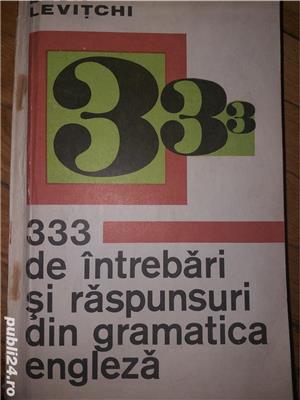 LEVIȚCHI
333
333
de întrebări
și răspunsuri
din gramatica
engleză
publi24.ro